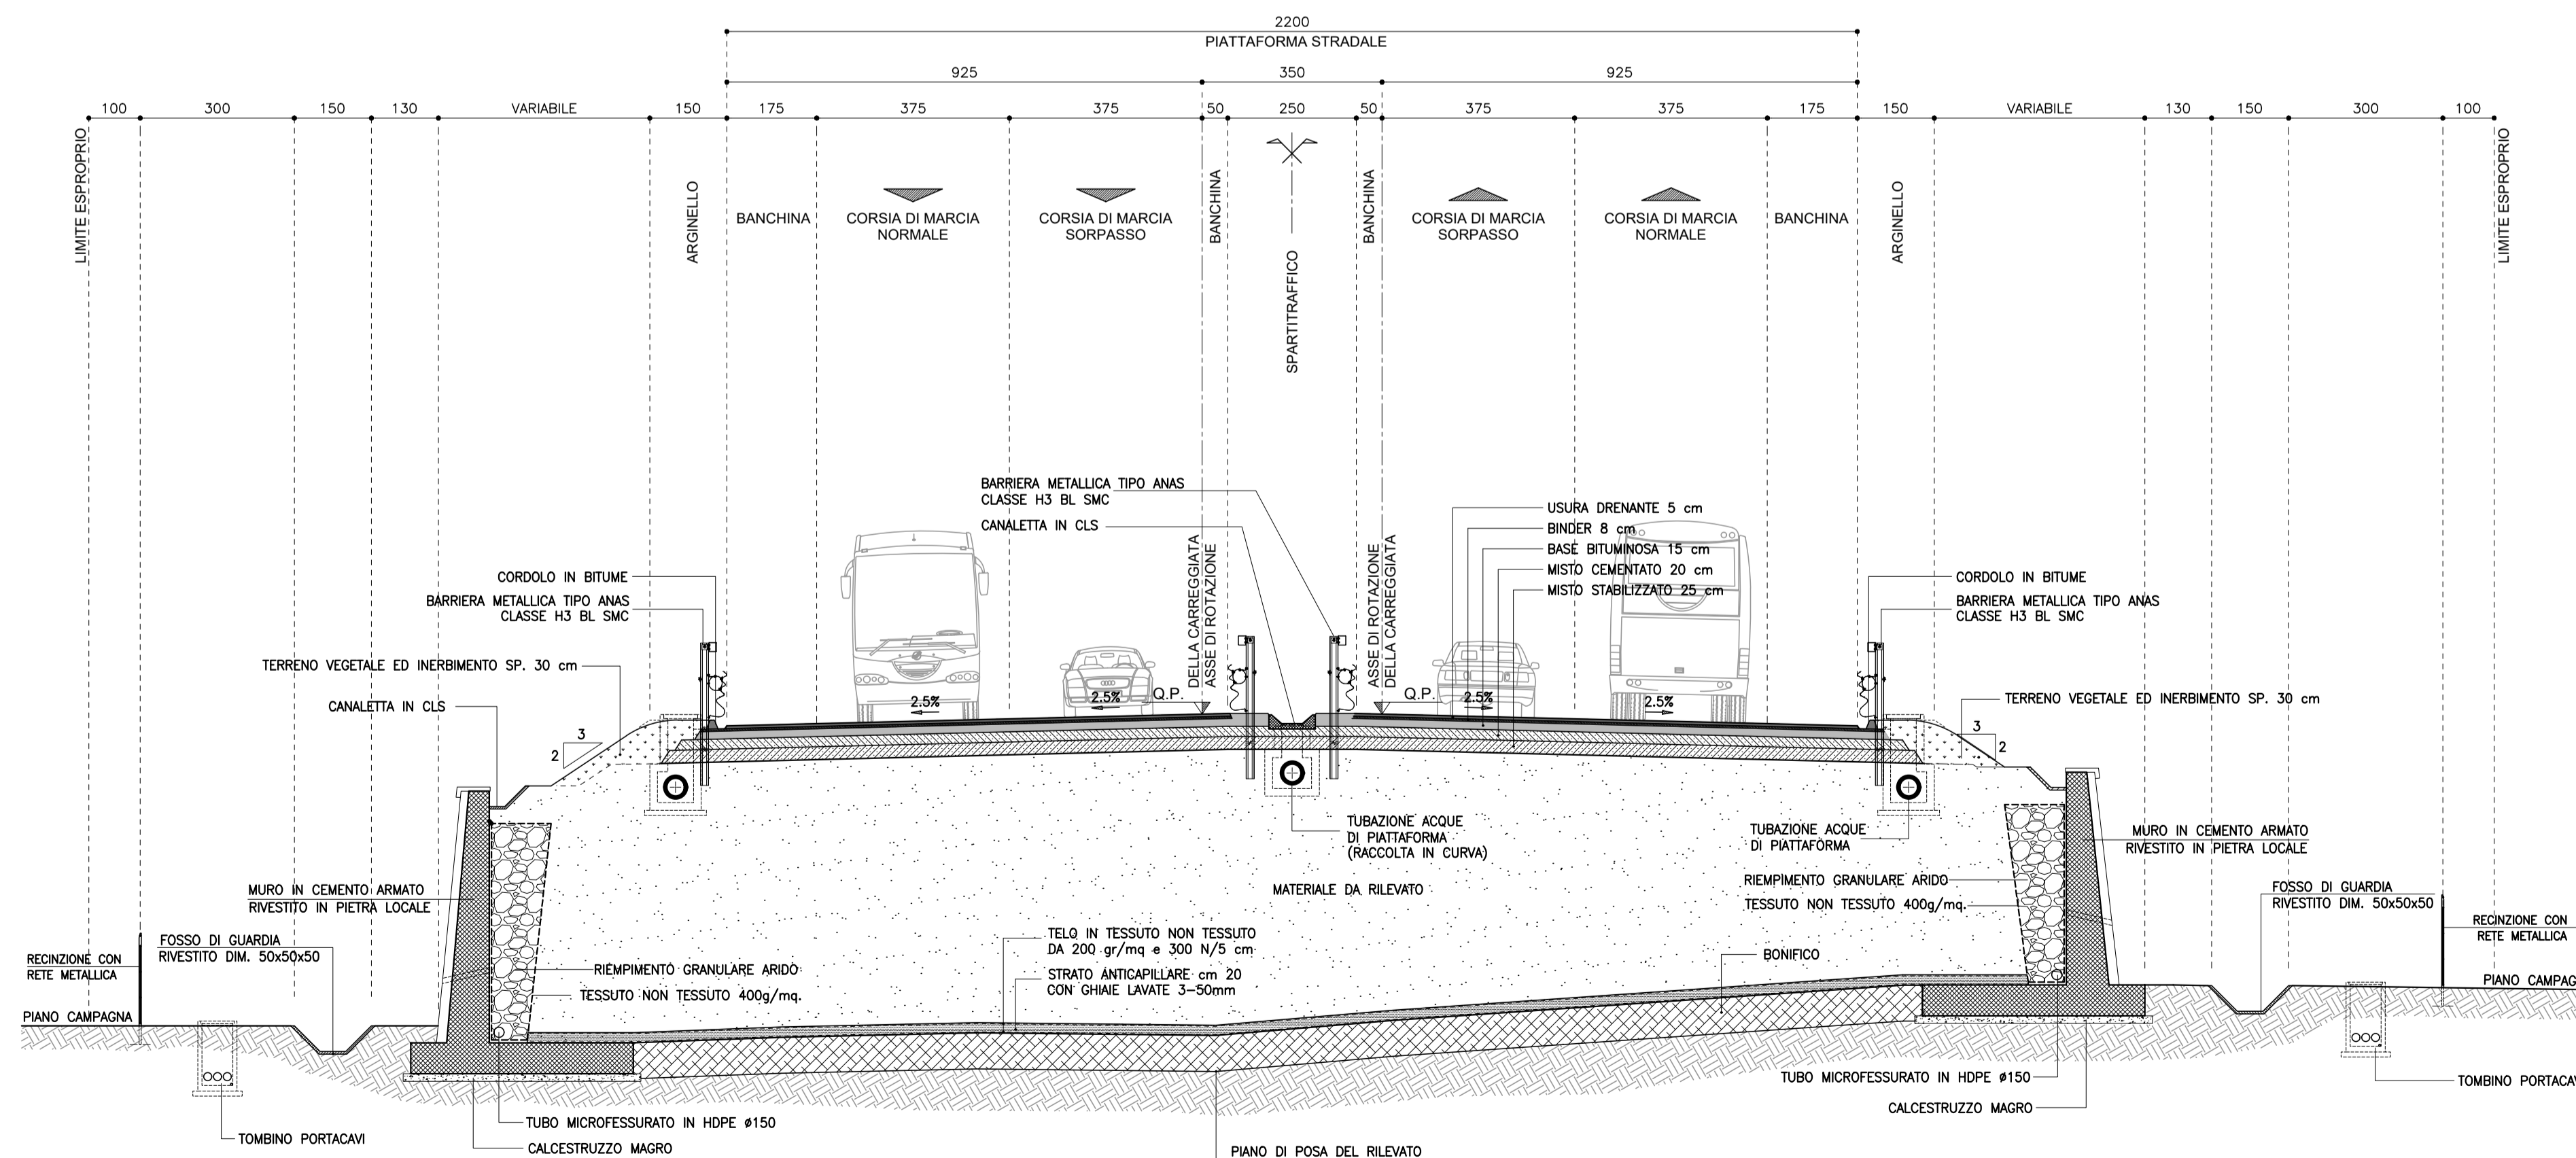 2200
PIATTAFORMA STRADALE
925 350 925
100 300 150 130 VARIABILE 150 175 375 375 50 250 50 375 375 175 150 VARIABILE 130 150 300 100
LIMITE ESPROPRIO
ARGINELLO
BANCHINA
CORSIA DI MARCIA
NORMALE
CORSIA DI MARCIA
SORPASSO
BANCHINA
SPARTITRAFFICO
BANCHINA
CORSIA DI MARCIA
SORPASSO
CORSIA DI MARCIA
NORMALE
BANCHINA
ARGINELLO
LIMITE ESPROPRIO
BARRIERA METALLICA TIPO ANAS
CLASSE H3 BL SMC
CANALETTA IN CLS
USURA DRENANTE 5 cm
BINDER 8 cm
BASE BITUMINOSA 15 cm
MISTO CEMENTATO 20 cm
MISTO STABILIZZATO 25 cm
DELLA CARREGGIATA
ASSE DI ROTAZIONE
ASSE DI ROTAZIONE
DELLA CARREGGIATA
CORDOLO IN BITUME
BARRIERA METALLICA TIPO ANAS
CLASSE H3 BL SMC
TERRENO VEGETALE ED INERBIMENTO SP. 30 cm
CANALETTA IN CLS
CORDOLO IN BITUME
BARRIERA METALLICA TIPO ANAS
CLASSE H3 BL SMC
TERRENO VEGETALE ED INERBIMENTO SP. 30 cm
2.5% 2.5% Q.P. Q.P. 2.5% 2.5%
3
2
3
2
TUBAZIONE ACQUE
DI PIATTAFORMA
(RACCOLTA IN CURVA)
TUBAZIONE ACQUE
DI PIATTAFORMA
MURO IN CEMENTO ARMATO
RIVESTITO IN PIETRA LOCALE
MATERIALE DA RILEVATO
RIEMPIMENTO GRANULARE ARIDO
TESSUTO NON TESSUTO 400g/mq.
MURO IN CEMENTO ARMATO
RIVESTITO IN PIETRA LOCALE
FOSSO DI GUARDIA
RIVESTITO DIM. 50x50x50
RECINZIONE CON
RETE METALLICA
PIANO CAMPAG
FOSSO DI GUARDIA
RIVESTITO DIM. 50x50x50
RECINZIONE CON
RETE METALLICA
PIANO CAMPAGNA
RIEMPIMENTO GRANULARE ARIDO
TESSUTO NON TESSUTO 400g/mq.
TELO IN TESSUTO NON TESSUTO
DA 200 gr/mq e 300 N/5 cm
STRATO ANTICAPILLARE cm 20
CON GHIAIE LAVATE 3-50mm
BONIFICO
TUBO MICROFESSURATO IN HDPE ø150
CALCESTRUZZO MAGRO
TOMBINO PORTACAV
TUBO MICROFESSURATO IN HDPE ø150
TOMBINO PORTACAVI
CALCESTRUZZO MAGRO
PIANO DI POSA DEL RILEVATO